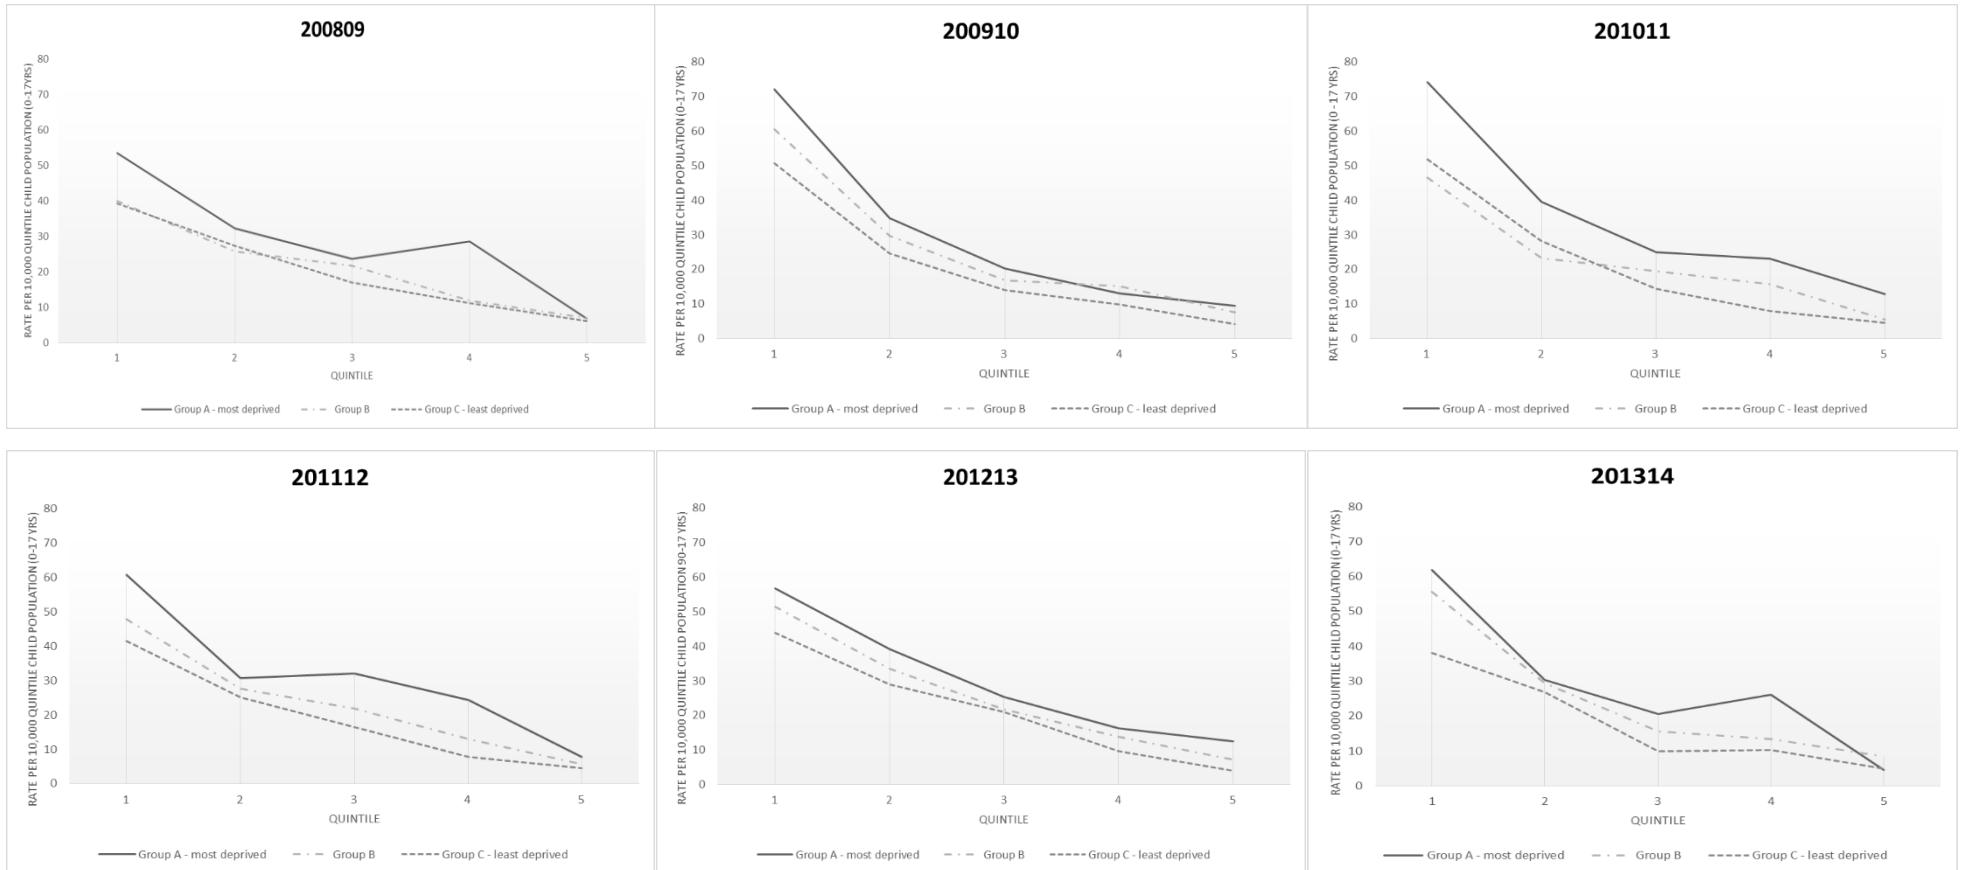 200809
RATE PER 10,000 QUINTILE CHILD POPULATION (0-17YRS)
80
70
60
50
40
30
20
10
0
1 2 3 4 5
QUINTILE
Group A - most deprived Group B Group C - least deprived
200910
RATE PER 10,000 QUINTILE CHILD POPULATION (0-17 YRS)
80
70
60
50
40
30
20
10
0
1 2 3 4 5
QUINTILE
Group A - most deprived Group B Group C - least deprived
201011
RATE PER 10,000 QUINTILE CHILD POPULATION (0 -17 YRS)
80
70
60
50
40
30
20
10
0
1 2 3 4 5
QUINTILE
Group A - most deprived Group B Group C - least deprived
201112
RATE PER 10,000 QUINTILE CHILD POPULATION (0-17 YRS)
80
70
60
50
40
30
20
10
0
1 2 3 4 5
QUINTILE
Group A - most deprived Group B Group C - least deprived
201213
RATE PER 10,000 QUINTILE CHILD POPULATION 90-17 YRS)
80
70
60
50
40
30
20
10
0
1 2 3 4 5
QUINTILE
Group A - most deprived Group B Group C - least deprived
201314
RATE PER 10,000 QUINTILE CHILD POPULATION (0-17 YRS)
80
70
60
50
40
30
20
10
0
1 2 3 4 5
QUINTILE
Group A - most deprived Group B Group C - least deprived